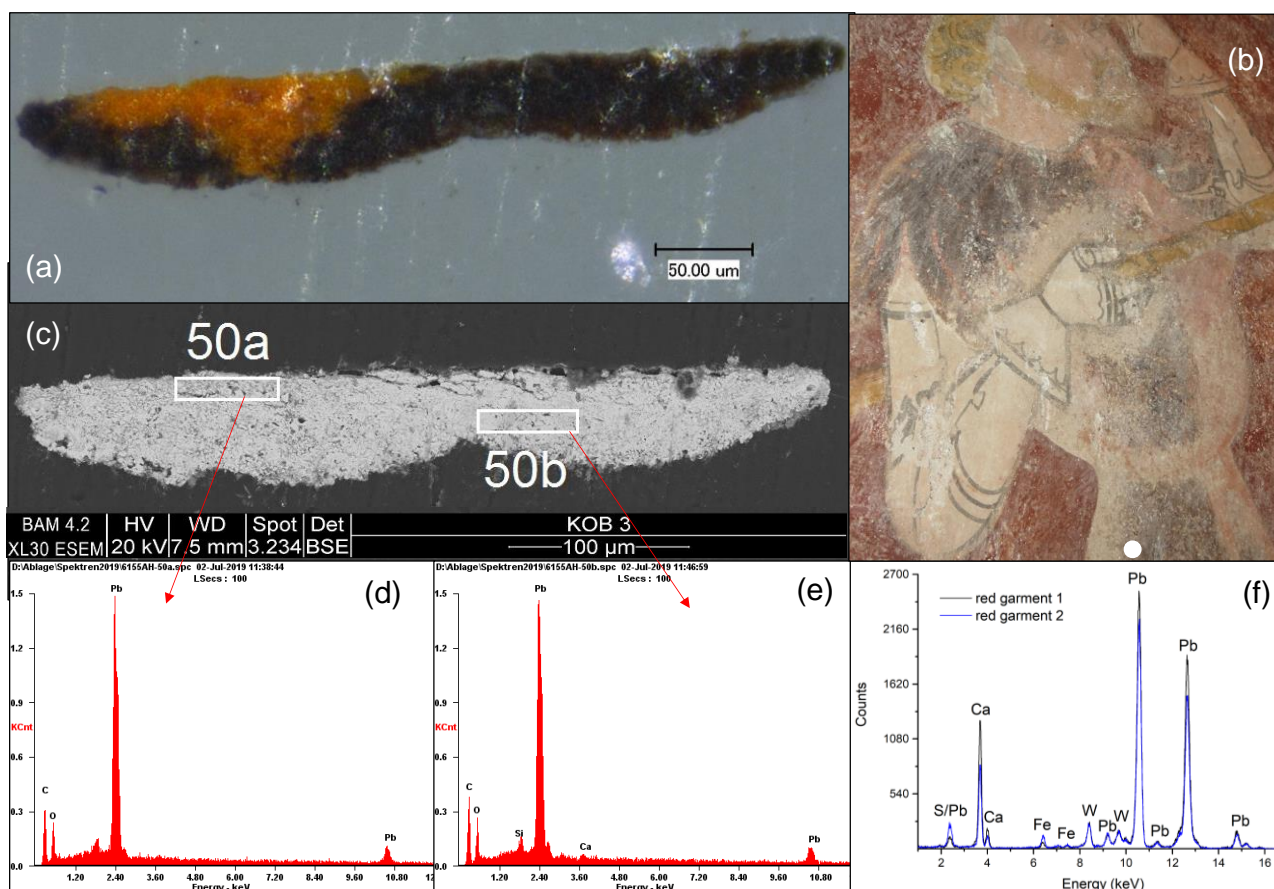 (a)
50.00 um
(b)
(c)
50a
50b
BAM 4.2 HV WD Spot Det KOB 3
XL30 ESEM 20 kV 7.5 mm 3.234 BSE 100 µm
D:\Ablage\Spektren2019\6155AH-50a.spc 02-Jul-2019 11:38:44
LSecs : 100
(d)
Pb
1.5
1.2
KCnt
0.6
0.3
0.0
C
O
Pb
1.20 2.40 3.60 4.80 6.00 7.20 8.40 9.60 10.80 12
Energy - keV
D:\Ablage\Spektren2019\6155AH-50b.spc 02-Jul-2019 11:46:59
LSecs : 100
(e)
Pb
1.5
1.2
KCnt
0.6
0.3
0.0
C
O
Si
Ca
Pb
1.20 2.40 3.60 4.80 6.00 7.20 8.40 9.60 10.80
Energy - keV
(f)
red garment 1
red garment 2
Counts
2700
2160
1620
1080
540
S/Pb
Ca
Ca
Fe
Fe
W
Pb
W
Pb
Pb
Pb
Pb
2 4 6 8 10 12 14 16
Energy (keV)